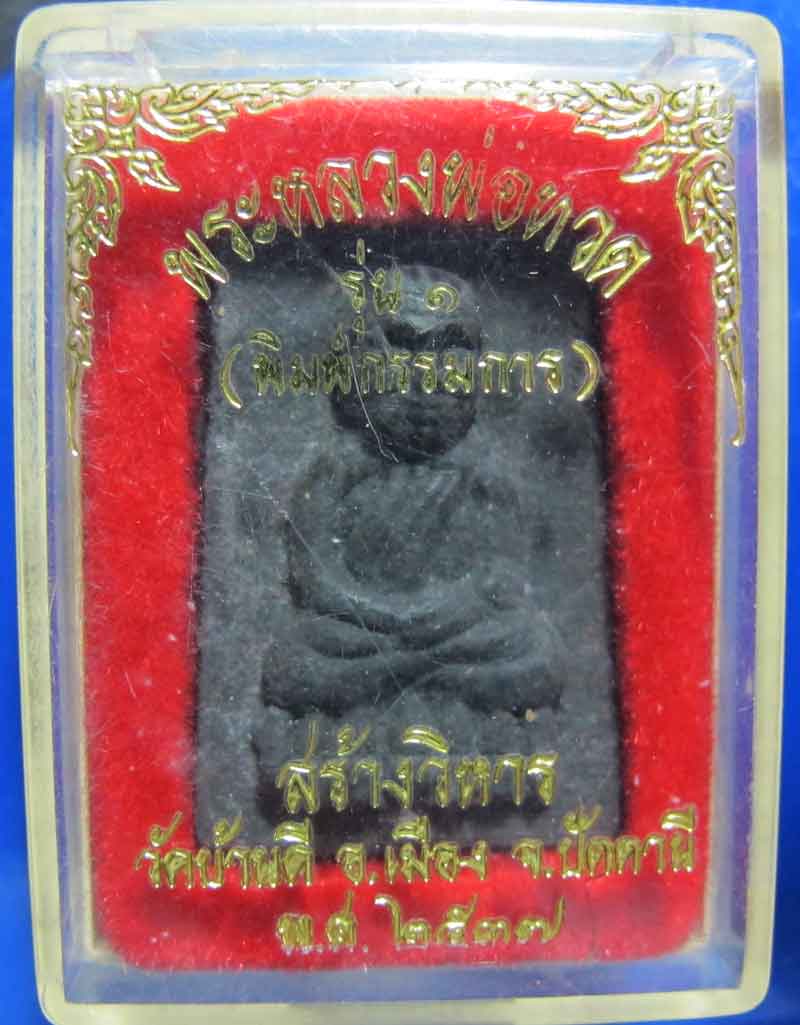 พระหลวงพ่อทวด
รุ่น ๑
(พิมพ์กรรมการ)
สร้างวิหาร
วัดบ้านดี อ.เมือง จ.ปัตตานี
พ.ศ. ๒๕๓๗